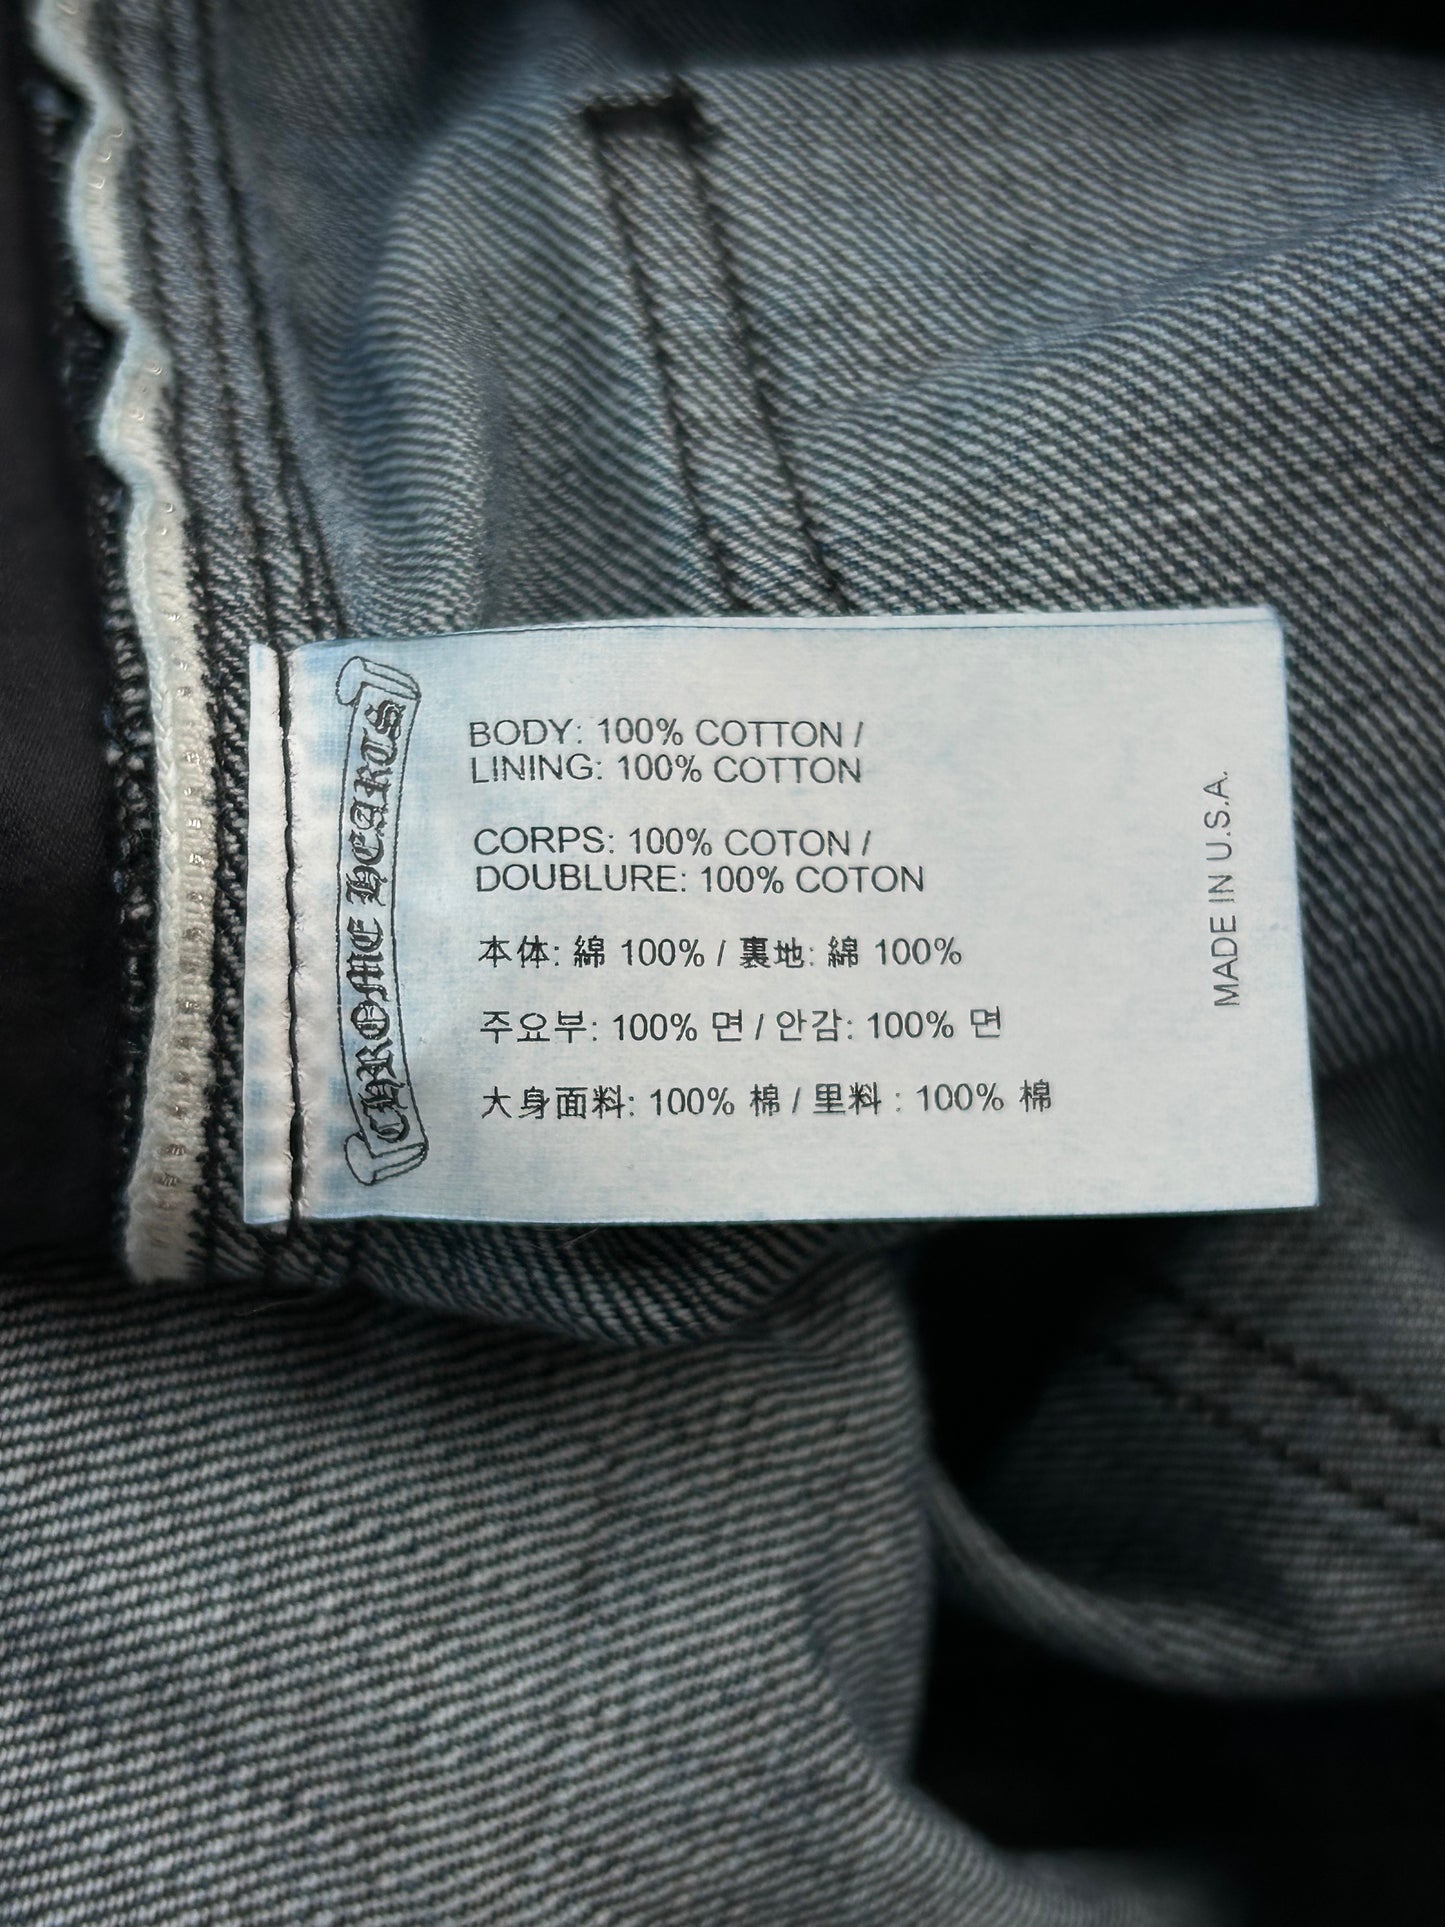 CHROME HEARTS
BODY: 100% COTTON /
LINING: 100% COTTON
CORPS: 100% COTON /
DOUBLURE: 100% COTON
本体: 綿 100% / 裏地: 綿 100%
주요부: 100% 면 / 안감: 100% 면
大身面料: 100% 棉 / 里料 : 100% 棉
MADE IN U.S.A.